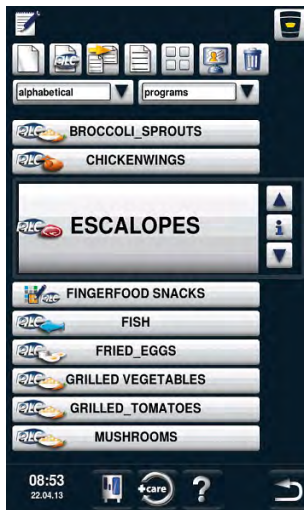 alphabetical programs
BROCCOLI_SPROUTS
CHICKENWINGS
ESCALOPES
FINGERFOOD SNACKS
FISH
FRIED_EGGS
GRILLED VEGETABLES
GRILLED_TOMATOES
MUSHROOMS
08:53
22.04.13
+care
?